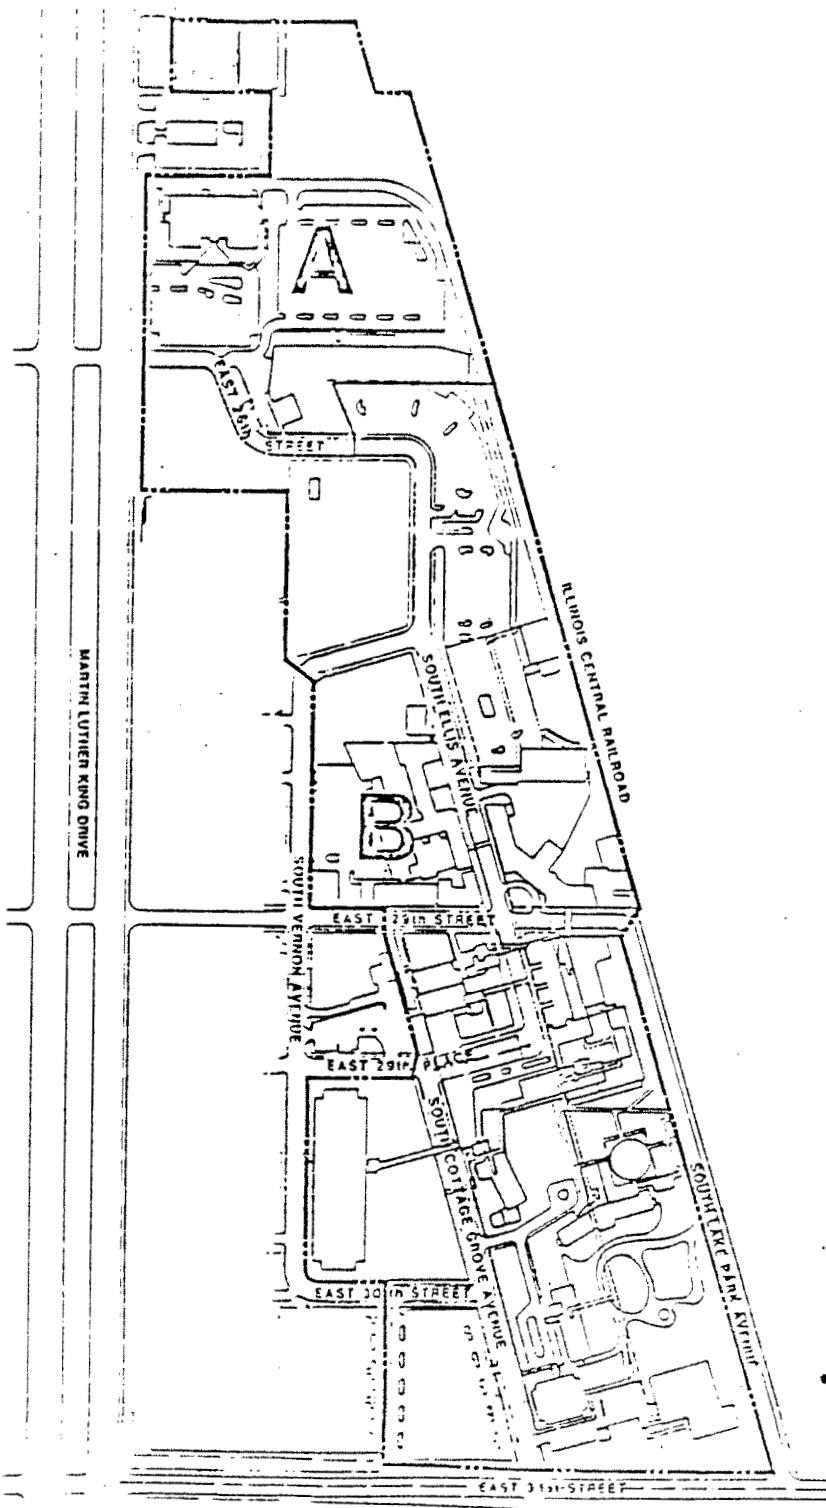 A
EAST 26th
STREET
ILLINOIS CENTRAL RAILROAD
MARTIN LUTHER KING DRIVE
SOUTH ELLIS AVENUE
B
SOUTH VERNON AVENUE
EAST 29th STREET
EAST 29th PLACE
SOUTH COTTAGE GROVE AVENUE
SOUTH LAKE PARK AVENUE
EAST 30th STREET
EAST 31st STREET